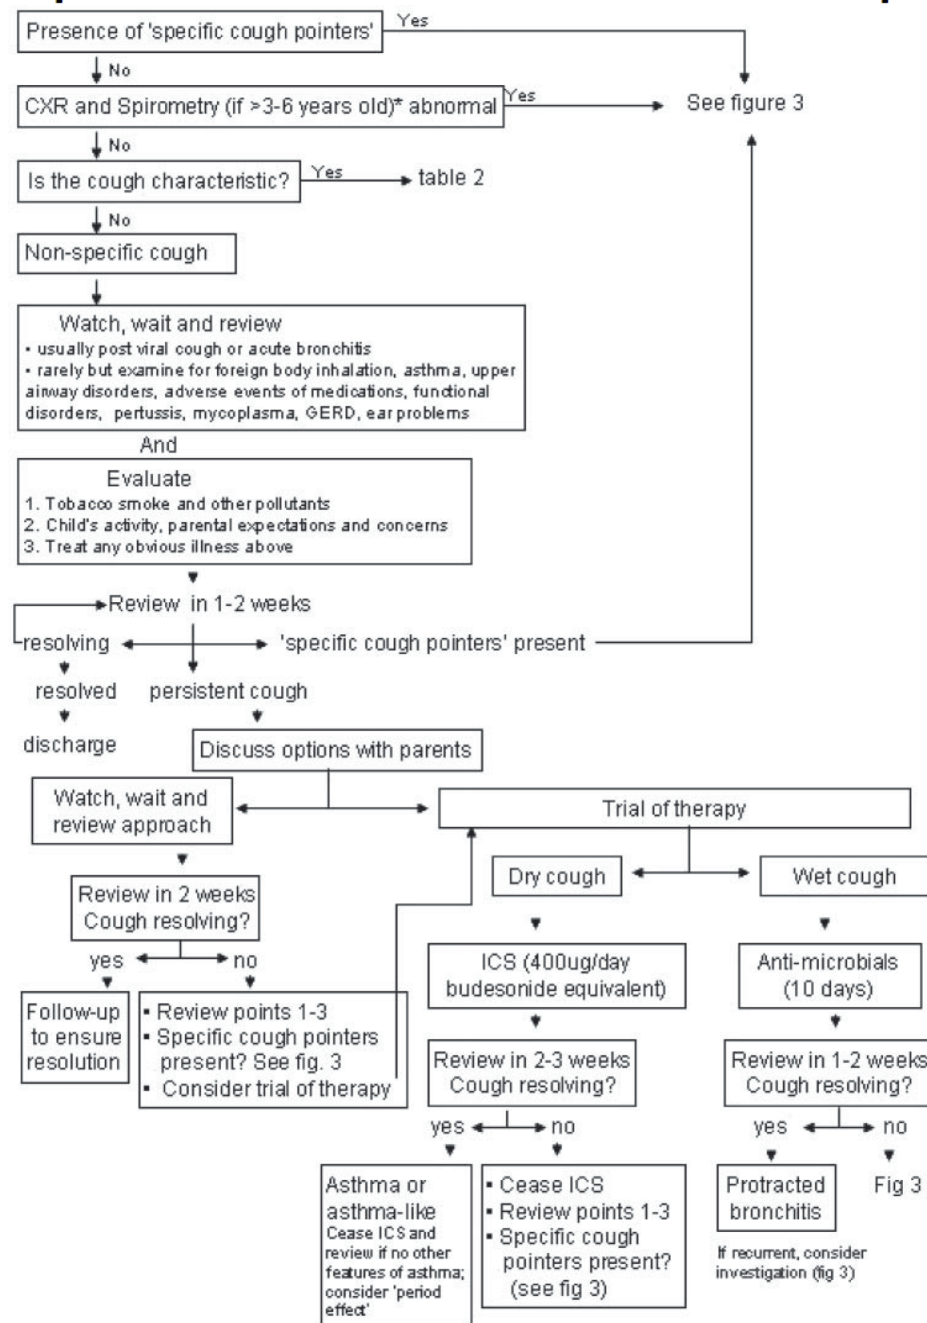 Presence of 'specific cough pointers'
Yes
No
CXR and Spirometry (if >3-6 years old)* abnormal
Yes
See figure 3
No
Is the cough characteristic?
Yes
table 2
No
Non-specific cough
Watch, wait and review
• usually post viral cough or acute bronchitis
• rarely but examine for foreign body inhalation, asthma, upper
airway disorders, adverse events of medications, functional
disorders, pertussis, mycoplasma, GERD, ear problems
And
Evaluate
1. Tobacco smoke and other pollutants
2. Child's activity, parental expectations and concerns
3. Treat any obvious illness above
Review in 1-2 weeks
resolving
'specific cough pointers' present
resolved
persistent cough
discharge
Discuss options with parents
Watch, wait and
review approach
Trial of therapy
Dry cough
Wet cough
Review in 2 weeks
Cough resolving?
yes
no
ICS (400ug/day
budesonide equivalent)
Anti-microbials
(10 days)
Follow-up
to ensure
resolution
▪ Review points 1-3
▪ Specific cough pointers
present? See fig. 3
▪ Consider trial of therapy
Review in 2-3 weeks
Cough resolving?
Review in 1-2 weeks
Cough resolving?
yes
no
yes
no
Asthma or
asthma-like
Cease ICS and
review if no other
features of asthma;
consider 'period
effect'
▪ Cease ICS
▪ Review points 1-3
▪ Specific cough
pointers present?
(see fig 3)
Protracted
bronchitis
Fig 3
If recurrent, consider
investigation (fig 3)